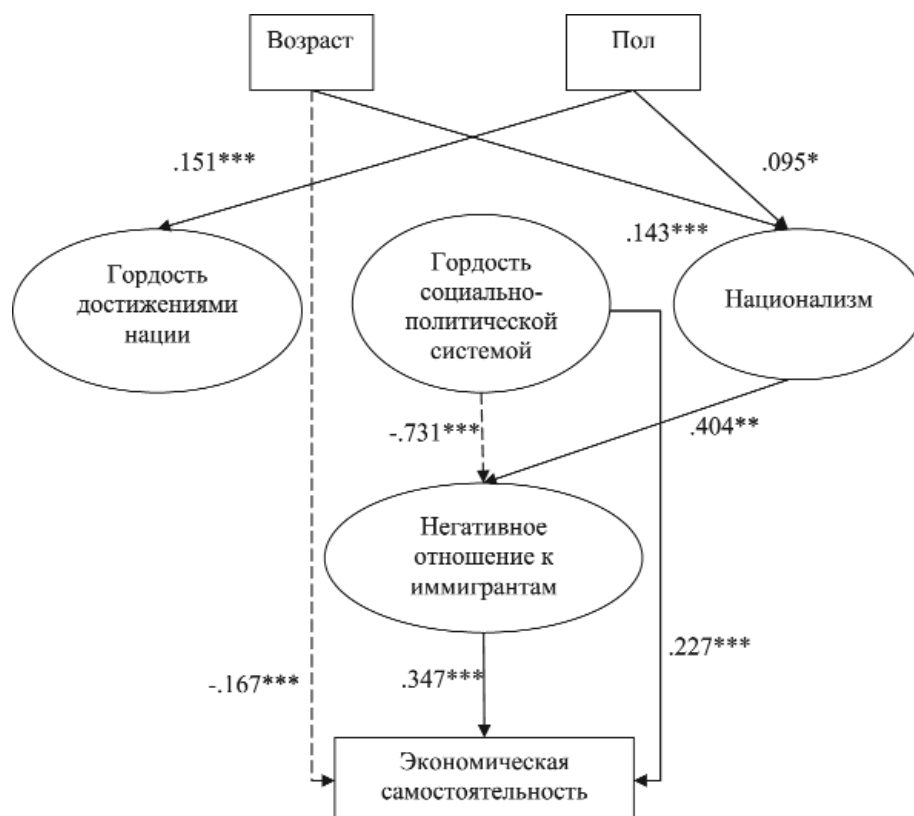 Возраст
Пол
.151***
.095*
.143***
Гордость
достижениями
нации
Гордость
социально-
политической
системой
Национализм
-.731***
.404**
Негативное
отношение к
иммигрантам
-.167***
.347***
.227***
Экономическая
самостоятельность